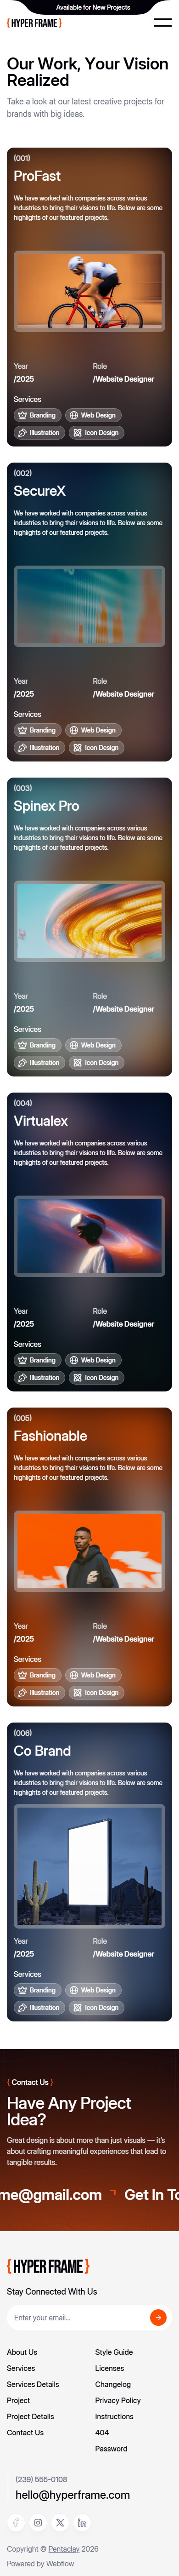 Available for New Projects
{ HYPER FRAME }
Our Work, Your Vision
Realized
Take a look at our latest creative projects for
brands with big ideas.
(001)
ProFast
We have worked with companies across various
industries to bring their visions to life. Below are some
highlights of our featured projects.
Year Role
/2025 /Website Designer
Services
Branding Web Design
Illustration Icon Design
(002)
SecureX
We have worked with companies across various
industries to bring their visions to life. Below are some
highlights of our featured projects.
Year Role
/2025 /Website Designer
Services
Branding Web Design
Illustration Icon Design
(003)
Spinex Pro
We have worked with companies across various
industries to bring their visions to life. Below are some
highlights of our featured projects.
Year Role
/2025 /Website Designer
Services
Branding Web Design
Illustration Icon Design
(004)
Virtualex
We have worked with companies across various
industries to bring their visions to life. Below are some
highlights of our featured projects.
Year Role
/2025 /Website Designer
Services
Branding Web Design
Illustration Icon Design
(005)
Fashionable
We have worked with companies across various
industries to bring their visions to life. Below are some
highlights of our featured projects.
Year Role
/2025 /Website Designer
Services
Branding Web Design
Illustration Icon Design
(006)
Co Brand
We have worked with companies across various
industries to bring their visions to life. Below are some
highlights of our featured projects.
Year Role
/2025 /Website Designer
Services
Branding Web Design
Illustration Icon Design
{ Contact Us }
Have Any Project
Idea?
Great design is about more than just visuals — it's
about crafting meaningful experiences that lead to
tangible results.
me@gmail.com Get In To
{ HYPER FRAME }
Stay Connected With Us
Enter your email...
About Us Style Guide
Services Licenses
Services Details Changelog
Project Privacy Policy
Project Details Instructions
Contact Us 404
Password
(239) 555-0108
hello@hyperframe.com
Copyright © Pentaclay 2026
Powered by Webflow